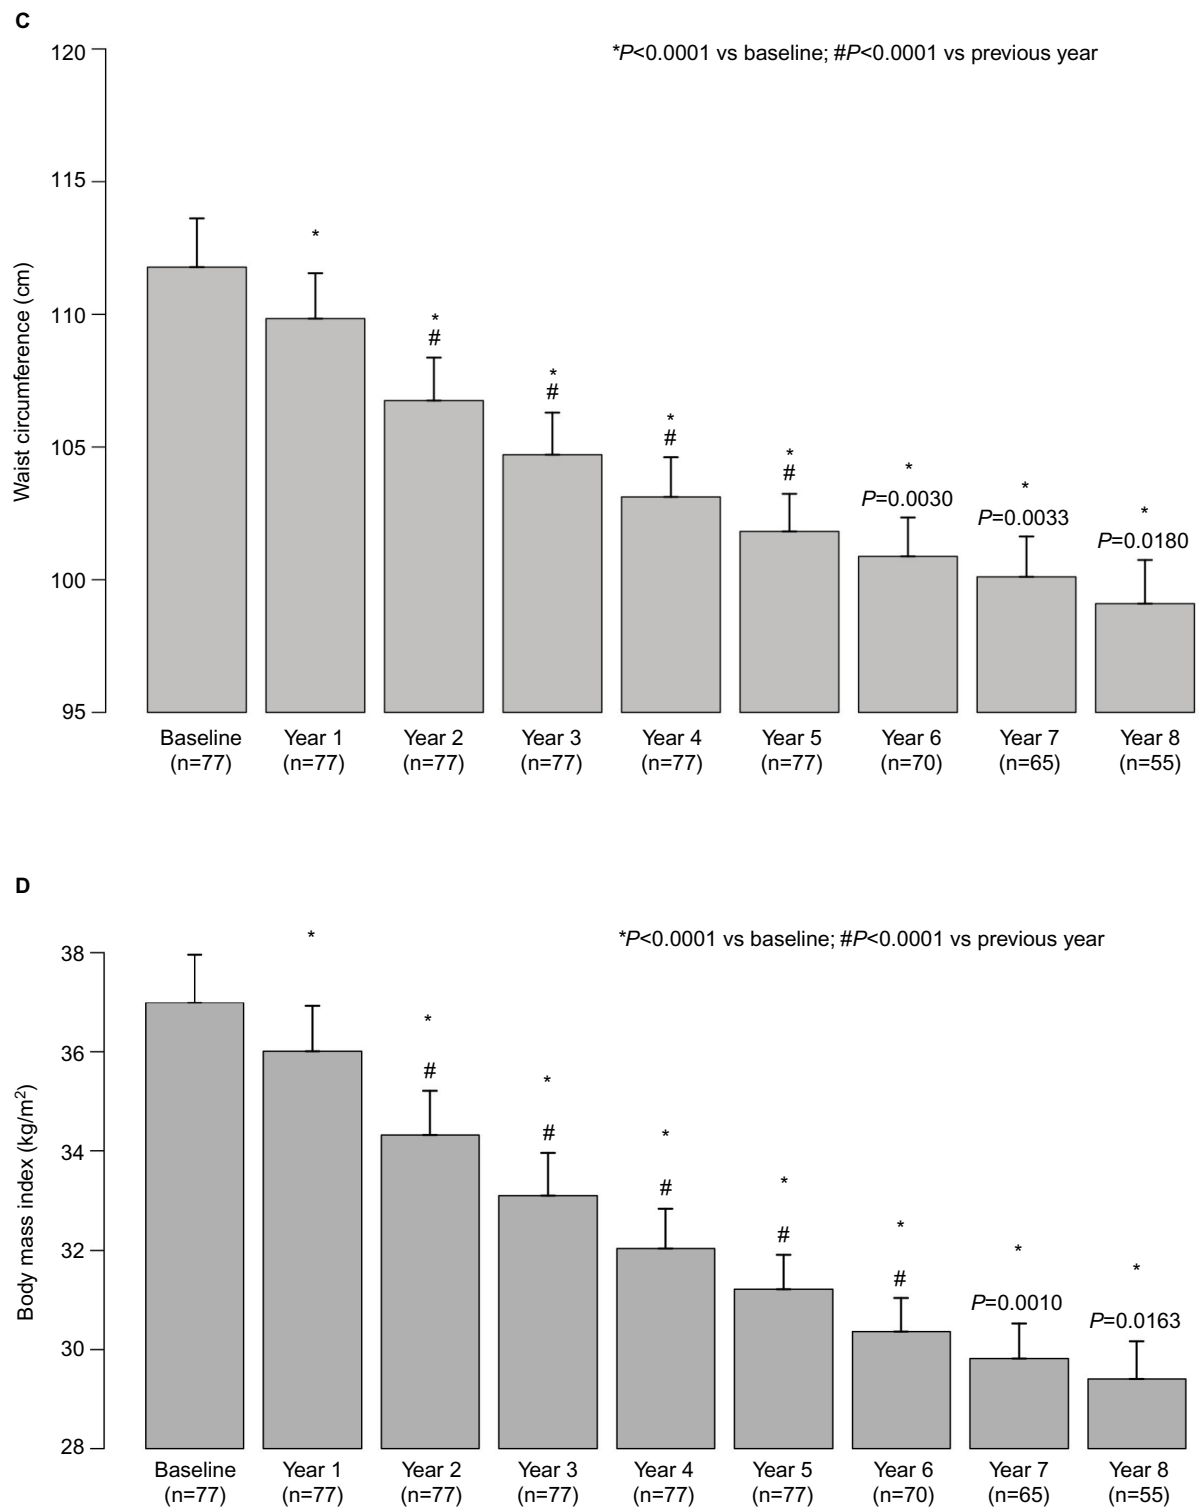 C
*P<0.0001 vs baseline; #P<0.0001 vs previous year
Waist circumference (cm)
120
115
110
105
100
95
*
*
#
*
#
*
#
*
#
*
P=0.0030
*
P=0.0033
*
P=0.0180
Baseline Year 1 Year 2 Year 3 Year 4 Year 5 Year 6 Year 7 Year 8
(n=77) (n=77) (n=77) (n=77) (n=77) (n=77) (n=70) (n=65) (n=55)
D
*P<0.0001 vs baseline; #P<0.0001 vs previous year
Body mass index (kg/m²)
38
36
34
32
30
28
*
*
#
*
#
*
#
*
#
*
#
*
P=0.0010
*
P=0.0163
Baseline Year 1 Year 2 Year 3 Year 4 Year 5 Year 6 Year 7 Year 8
(n=77) (n=77) (n=77) (n=77) (n=77) (n=77) (n=70) (n=65) (n=55)